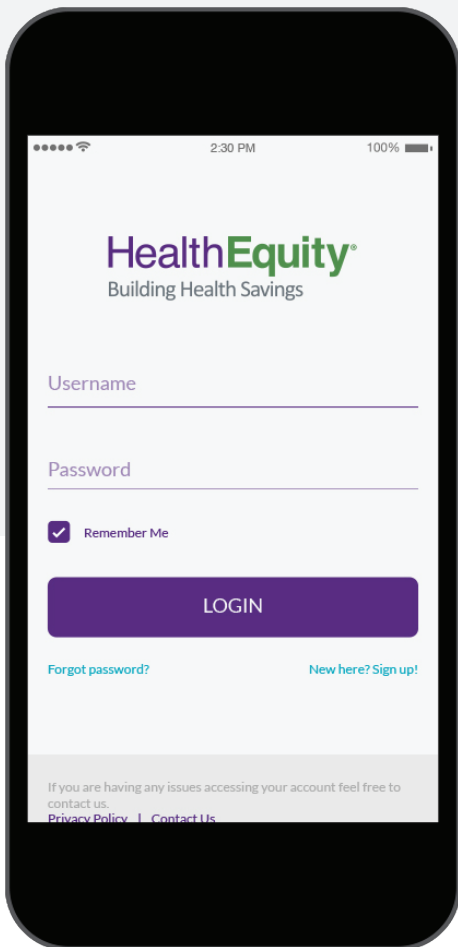 2:30 PM 100%
HealthEquity®
Building Health Savings
Username
Password
Remember Me
LOGIN
Forgot password? New here? Sign up!
If you are having any issues accessing your account feel free to
contact us.
Privacy Policy | Contact Us